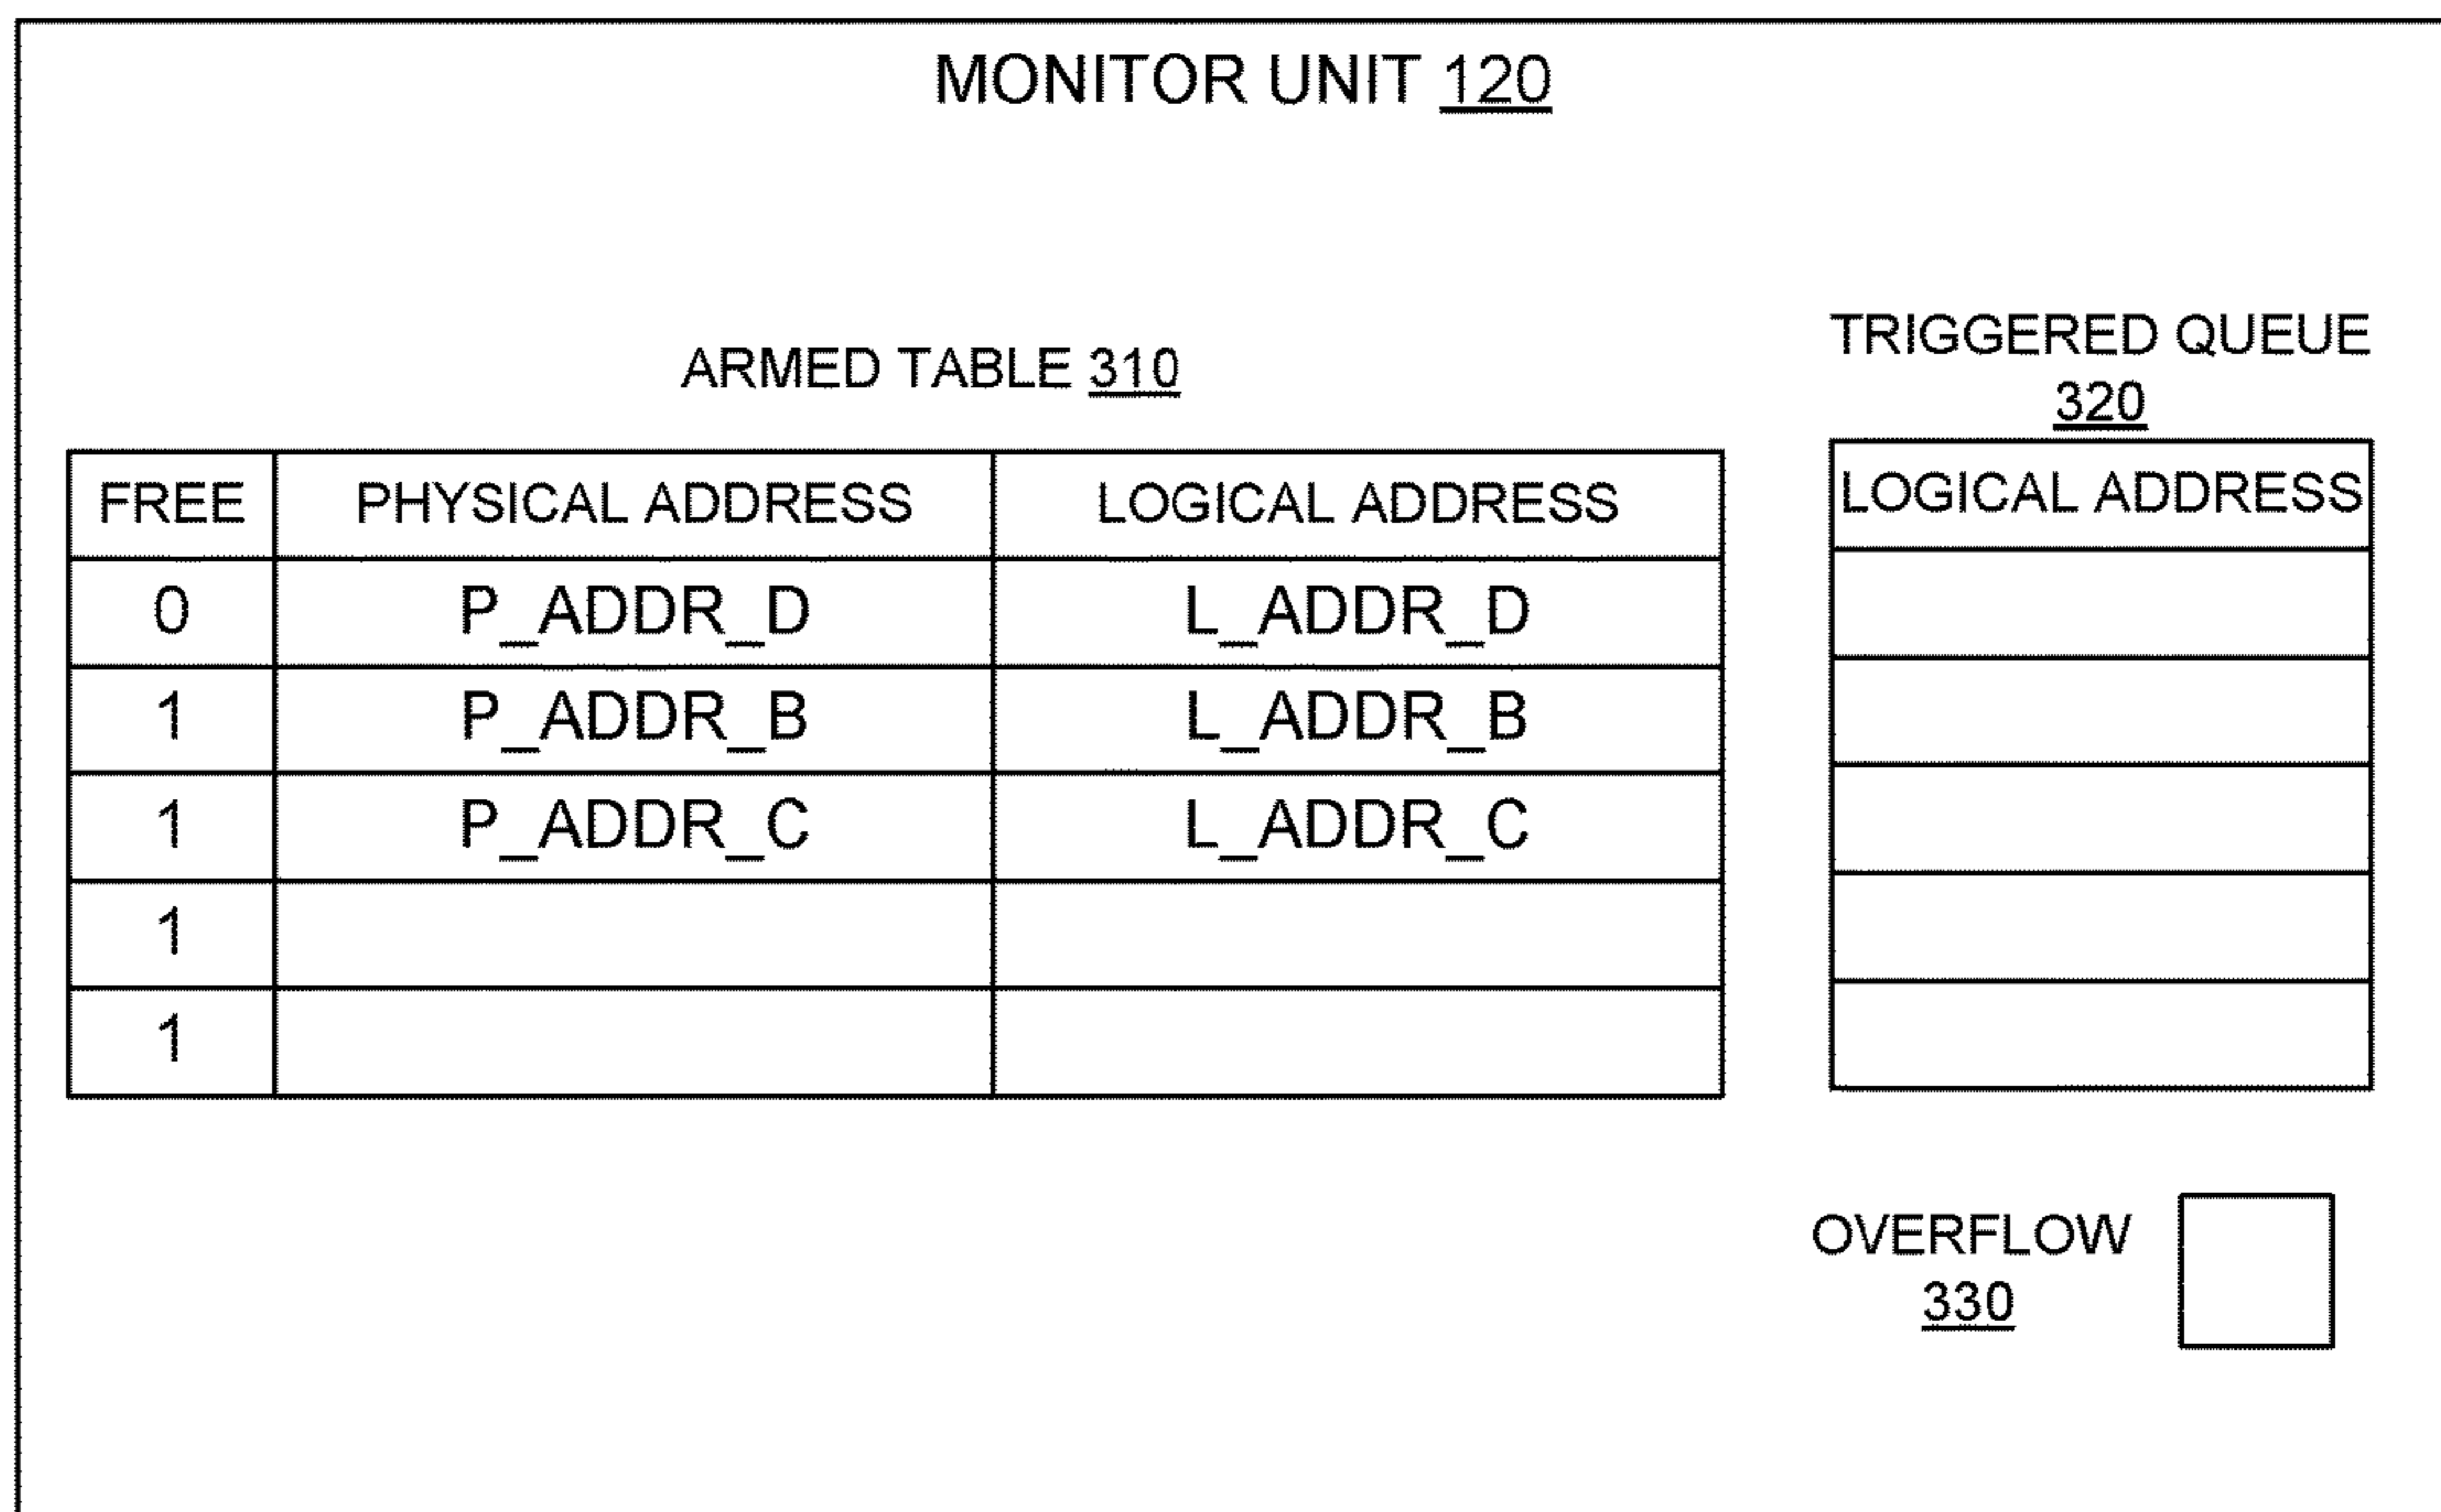 MONITOR UNIT 120
ARMED TABLE 310
FREE PHYSICAL ADDRESS LOGICAL ADDRESS
0 P_ADDR_D L_ADDR_D
1 P_ADDR_B L_ADDR_B
1 P_ADDR_C L_ADDR_C
1
1
TRIGGERED QUEUE
320
LOGICAL ADDRESS
OVERFLOW
330